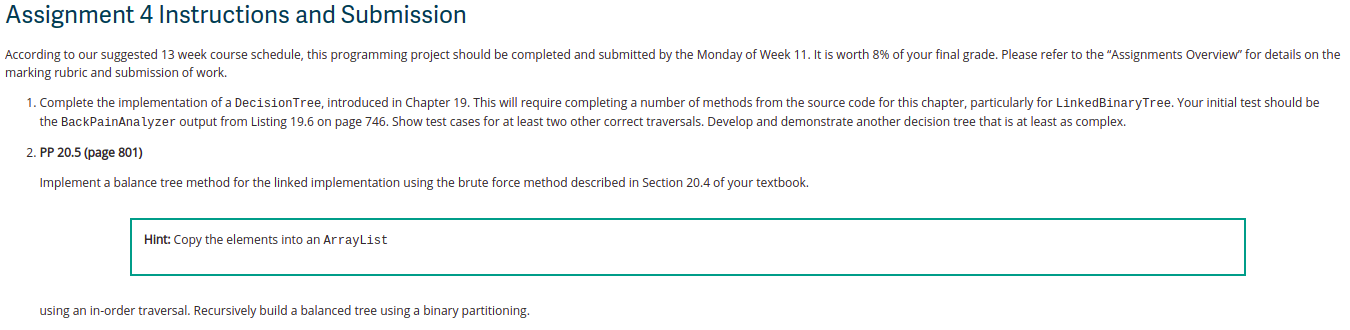 Assignment 4 Instructions and Submission
According to our suggested 13 week course schedule, this programming project should be completed and submitted by the Monday of Week 11. It is worth 8% of your final grade. Please refer to the “Assignments Overview” for details on the
marking rubric and submission of work.
1. Complete the implementation of a DecisionTree, introduced in Chapter 19. This will require completing a number of methods from the source code for this chapter, particularly for LinkedBinaryTree. Your initial test should be
the BackPainAnalyzer output from Listing 19.6 on page 746. Show test cases for at least two other correct traversals. Develop and demonstrate another decision tree that is at least as complex.
2. PP 20.5 (page 801)
Implement a balance tree method for the linked implementation using the brute force method described in Section 20.4 of your textbook.
Hint: Copy the elements into an ArrayList
using an in-order traversal. Recursively build a balanced tree using a binary partitioning.